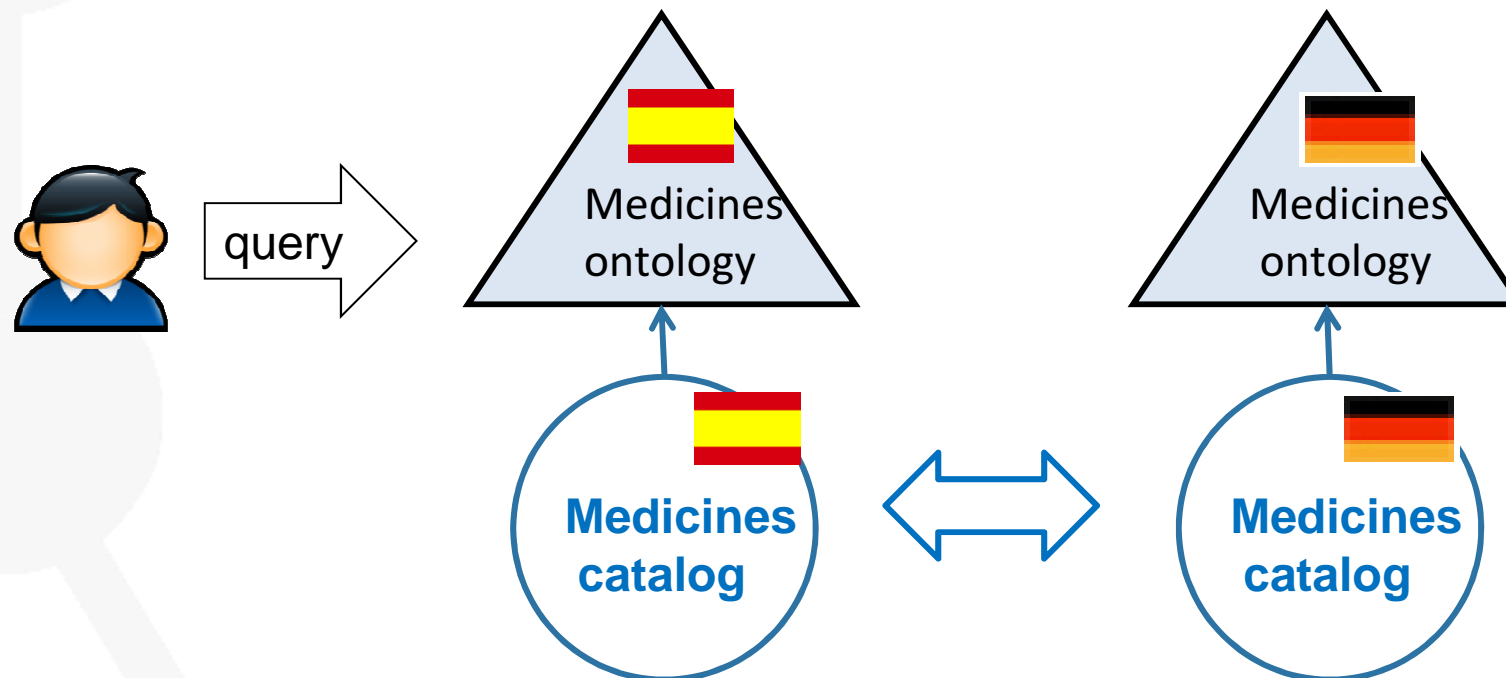 query
Medicines
ontology
Medicines
ontology
Medicines
catalog
Medicines
catalog